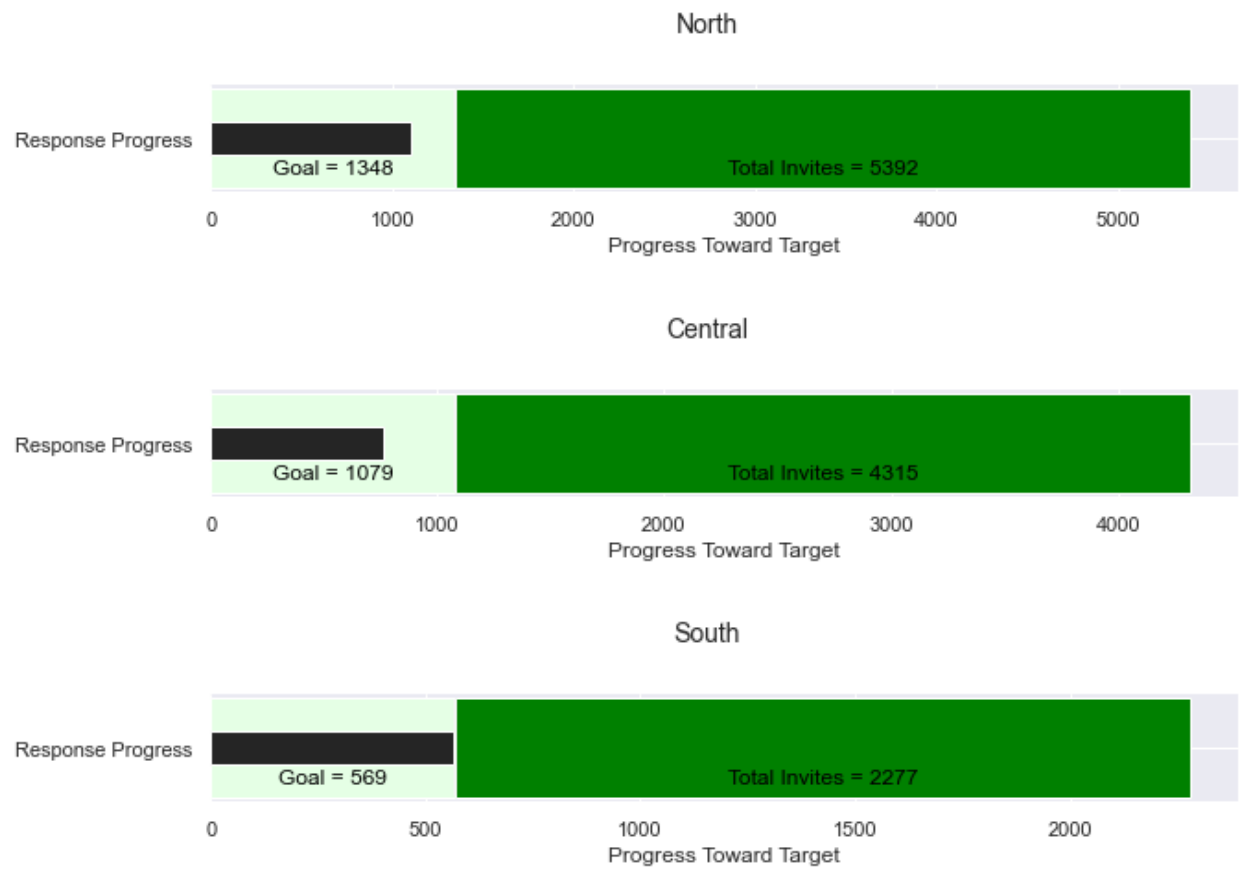 North
Response Progress
Goal = 1348
Total Invites = 5392
0 1000 2000 3000 4000 5000
Progress Toward Target
Central
Response Progress
Goal = 1079
Total Invites = 4315
0 1000 2000 3000 4000
Progress Toward Target
South
Response Progress
Goal = 569
Total Invites = 2277
0 500 1000 1500 2000
Progress Toward Target